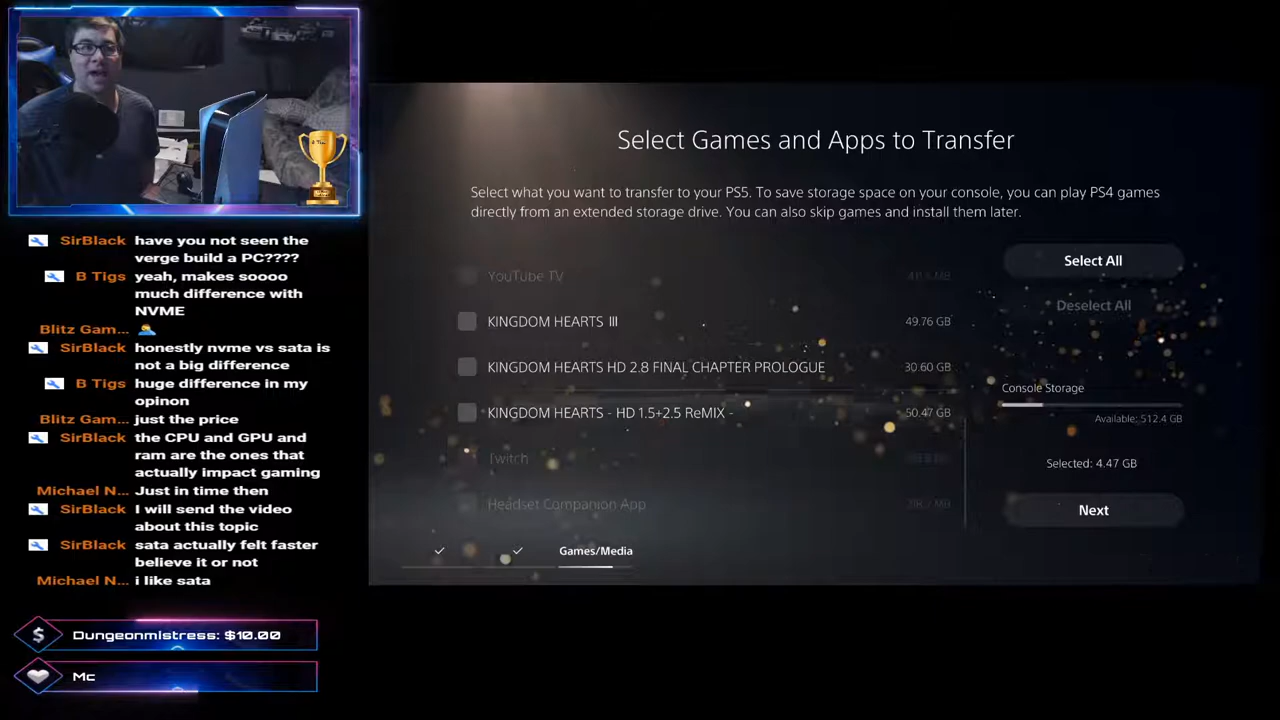 SirBlack have you not seen the
verge build a PC????
B Tigs yeah, makes soooo
much difference with
NVME
Blitz Gam...
SirBlack honestly nvme vs sata is
not a big difference
B Tigs huge difference in my
opinon
Blitz Gam... just the price
SirBlack the CPU and GPU and
ram are the ones that
actually impact gaming
Michael N... Just in time then
SirBlack I will send the video
about this topic
SirBlack sata actually felt faster
believe it or not
Michael N... i like sata
$ Dungeonmistress: $10.00
Mc
Select Games and Apps to Transfer
Select what you want to transfer to your PS5. To save storage space on your console, you can play PS4 games
directly from an extended storage drive. You can also skip games and install them later.
YouTube TV
KINGDOM HEARTS III 49.76 GB
KINGDOM HEARTS HD 2.8 FINAL CHAPTER PROLOGUE 30.60 GB
KINGDOM HEARTS - HD 1.5+2.5 ReMIX - 50.47 GB
Twitch
Headset Companion App
Select All
Deselect All
Console Storage
Available: 512.4 GB
Selected: 4.47 GB
Next
Games/Media